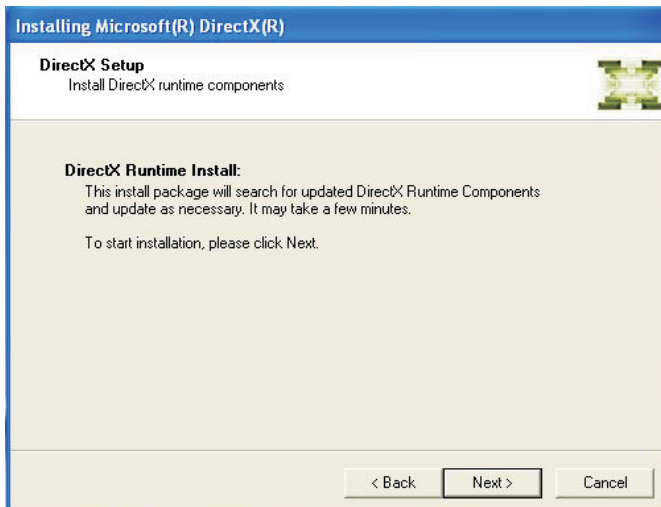 Installing Microsoft(R) DirectX(R)
DirectX Setup
Install DirectX runtime components
DirectX Runtime Install:
This install package will search for updated DirectX Runtime Components
and update as necessary. It may take a few minutes.
To start installation, please click Next.
< Back Next > Cancel